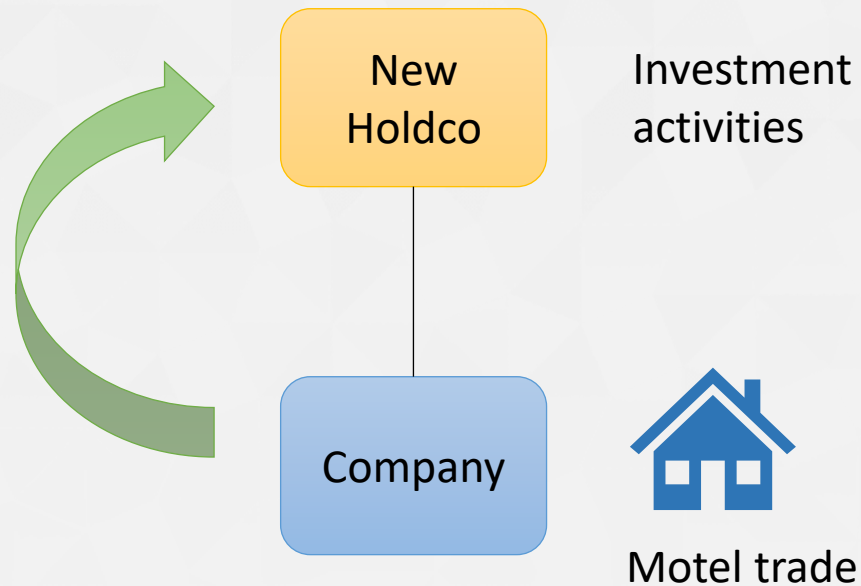 New
Holdco
Investment
activities
Company
Motel trade